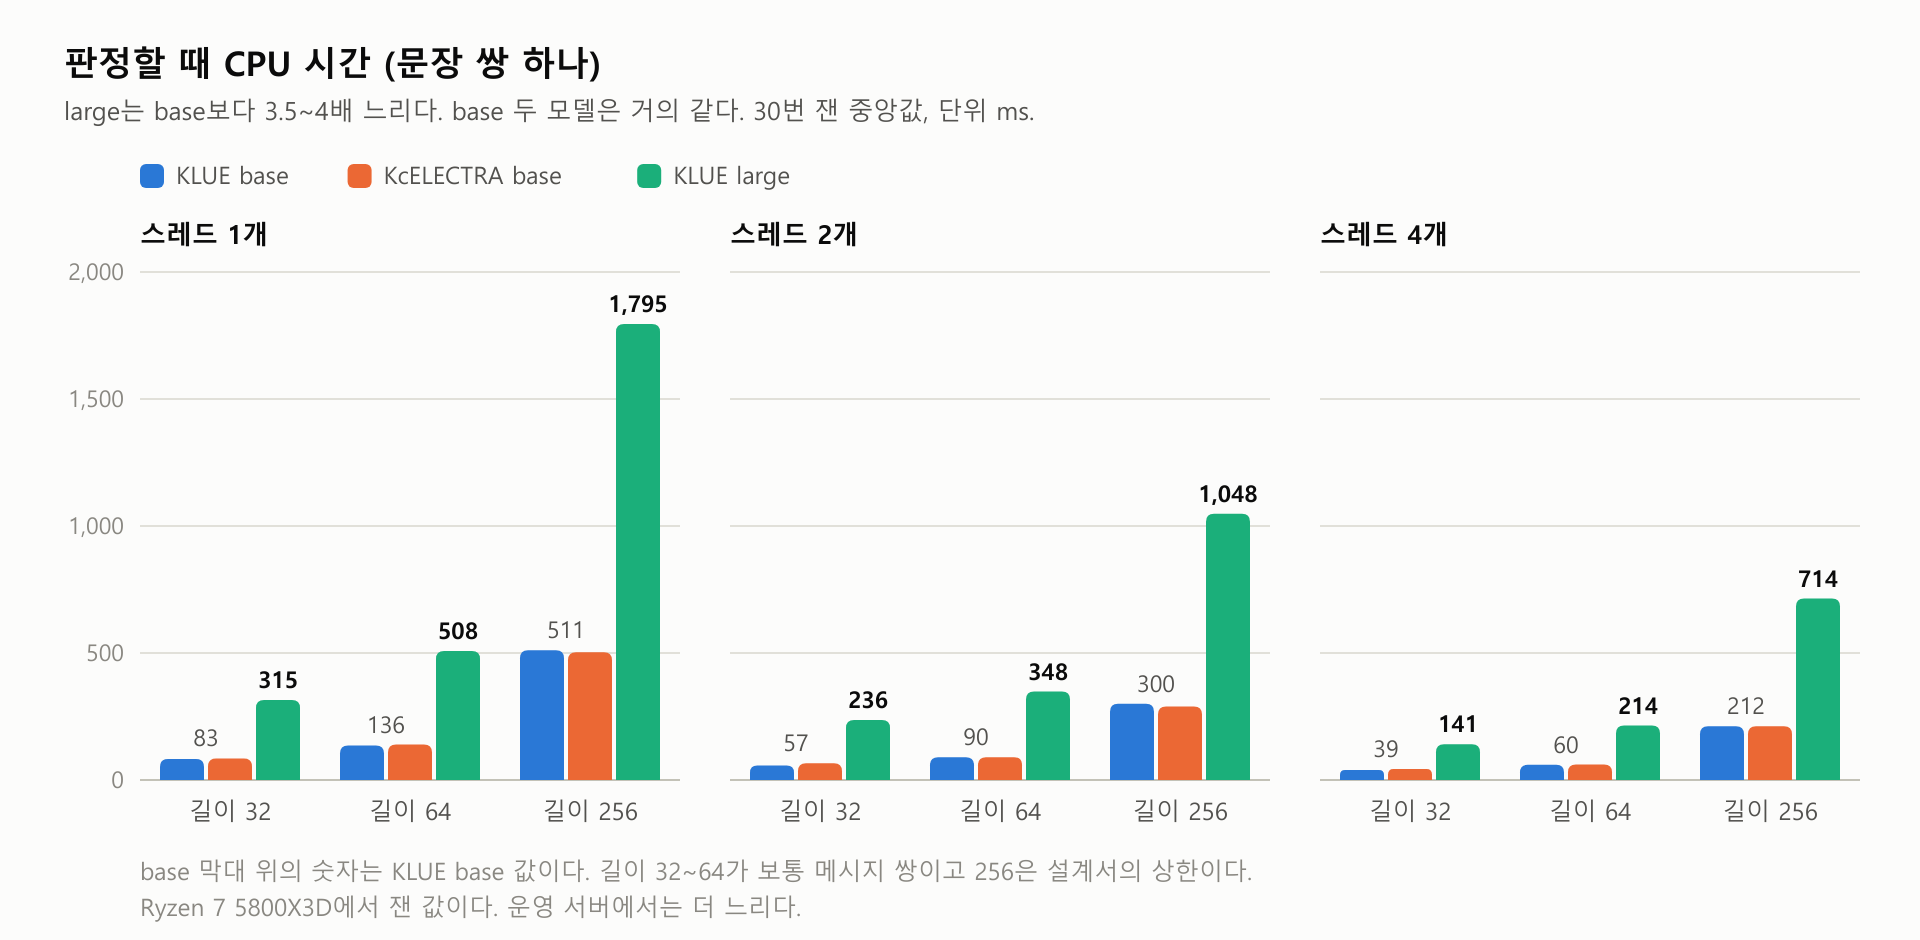 판정할 때 CPU 시간 (문장 쌍 하나)
large는 base보다 3.5~4배 느리다. base 두 모델은 거의 같다. 30번 잰 중앙값, 단위 ms.
KLUE base KcELECTRA base KLUE large
스레드 1개 스레드 2개 스레드 4개
2,000
1,795
1,500
1,048
1,000
714
508 511
500
315 348 300
236 214 212
83 136 141
57 90 39 60
0
길이 32 길이 64 길이 256 길이 32 길이 64 길이 256 길이 32 길이 64 길이 256
base 막대 위의 숫자는 KLUE base 값이다. 길이 32~64가 보통 메시지 쌍이고 256은 설계서의 상한이다.
Ryzen 7 5800X3D에서 잰 값이다. 운영 서버에서는 더 느리다.